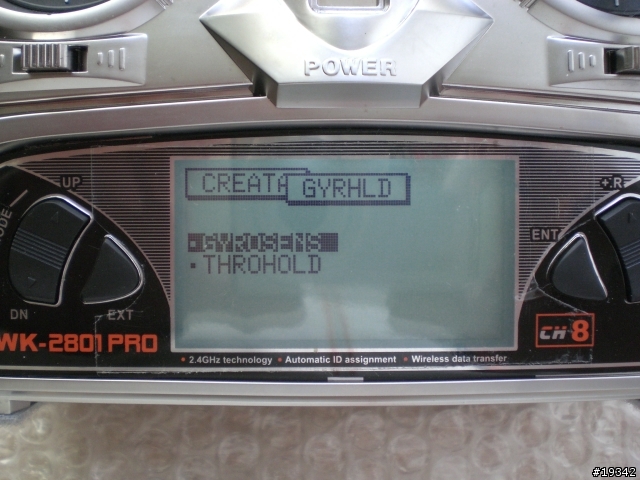 POWER
CREATA
GYRHLD
UP
+.R
MODE
GYROSENS
ENT
THROHOLD
DN
EXT
WK-2801 PRO
CH 8
• 2.4GHz technology • Automatic ID assignment • Wireless data transfer
#19342